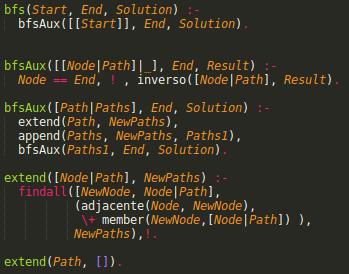 bfs(Start, End, Solution) :-
bfsAux([[Start]], End, Solution).
bfsAux([[Node|Path]|_], End, Result) :-
Node == End, ! , inverso([Node|Path], Result).
bfsAux([Path|Paths], End, Solution) :-
extend(Path, NewPaths),
append(Paths, NewPaths, Paths1),
bfsAux(Paths1, End, Solution).
extend([Node|Path], NewPaths) :-
findall([NewNode, Node|Path],
(adjacente(Node, NewNode),
\+ member(NewNode,[Node|Path]) ),
NewPaths),!.
extend(Path, []).